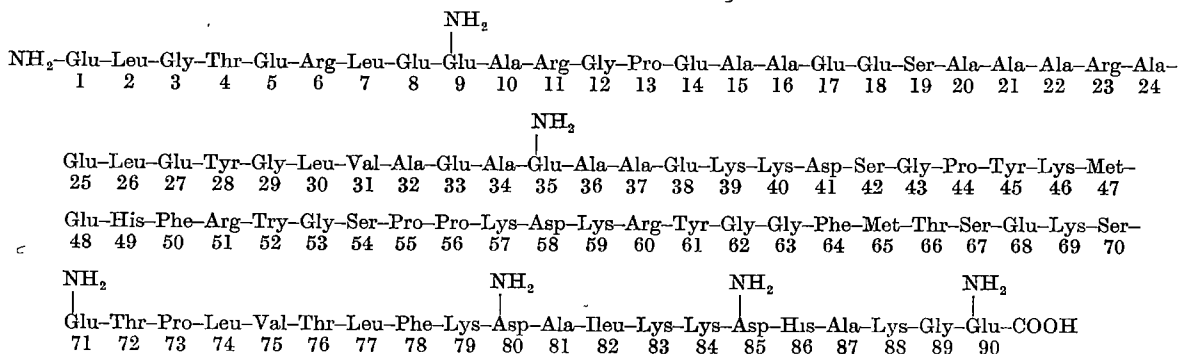 NH₂
NH₂–Glu–Leu–Gly–Thr–Glu–Arg–Leu–Glu–Glu–Ala–Arg–Gly–Pro–Glu–Ala–Ala–Glu–Glu–Ser–Ala–Ala–Ala–Arg–Ala–
1 2 3 4 5 6 7 8 9 10 11 12 13 14 15 16 17 18 19 20 21 22 23 24
NH₂
Glu–Leu–Glu–Tyr–Gly–Leu–Val–Ala–Glu–Ala–Glu–Ala–Ala–Glu–Lys–Lys–Asp–Ser–Gly–Pro–Tyr–Lys–Met–
25 26 27 28 29 30 31 32 33 34 35 36 37 38 39 40 41 42 43 44 45 46 47
Glu–His–Phe–Arg–Try–Gly–Ser–Pro–Pro–Lys–Asp–Lys–Arg–Tyr–Gly–Gly–Phe–Met–Thr–Ser–Glu–Lys–Ser–
48 49 50 51 52 53 54 55 56 57 58 59 60 61 62 63 64 65 66 67 68 69 70
NH₂ NH₂ NH₂ NH₂
Glu–Thr–Pro–Leu–Val–Thr–Leu–Phe–Lys–Asp–Ala–Ileu–Lys–Lys–Asp–His–Ala–Lys–Gly–Glu–COOH
71 72 73 74 75 76 77 78 79 80 81 82 83 84 85 86 87 88 89 90